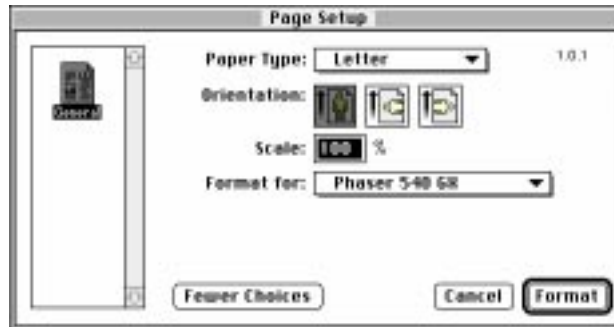 Page Setup
Paper Type: Letter 1.0.1
Orientation:
General
Scale: 100 %
Format for: Phaser 540 GX
Fewer Choices Cancel Format